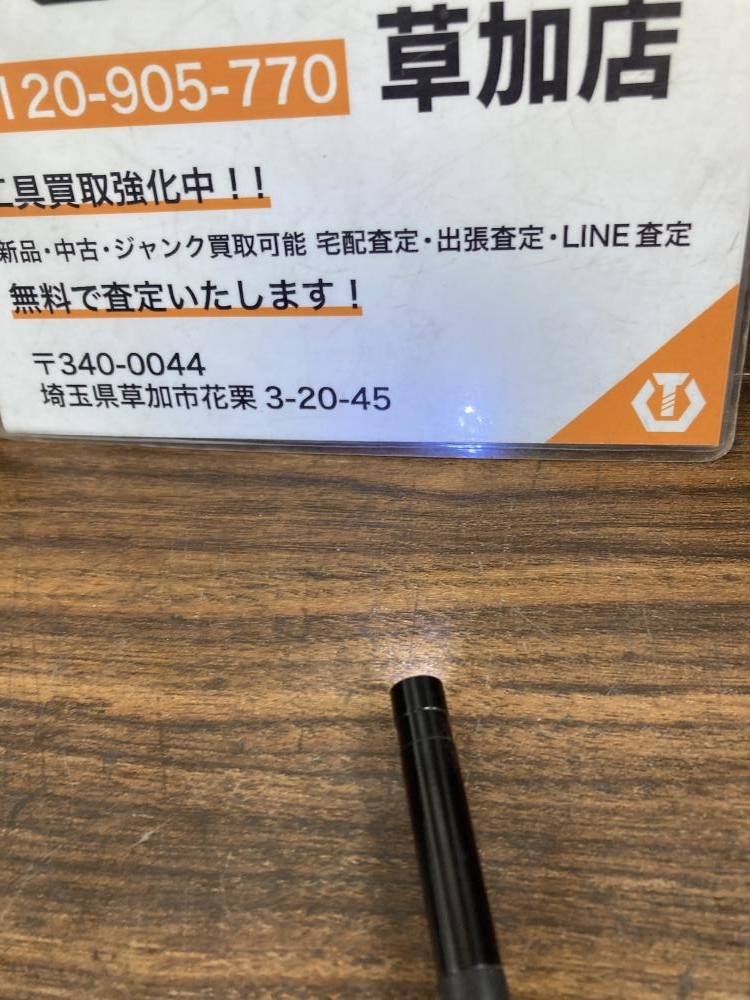 120-905-770 草加店
工具買取強化中！！
新品・中古・ジャンク買取可能 宅配査定・出張査定・LINE査定
無料で査定いたします！
〒340-0044
埼玉県草加市花栗 3-20-45